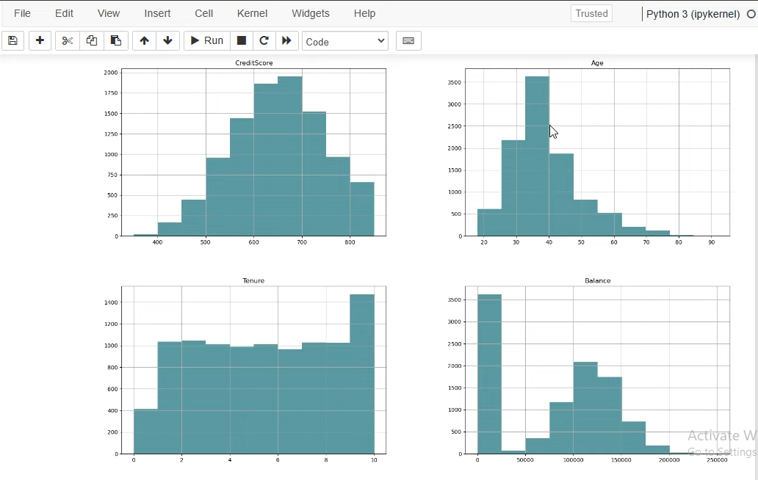 File Edit View Insert Cell Kernel Widgets Help Trusted Python 3 (ipykernel)
Run Code
CreditScore
2000
1750
1500
1250
1000
750
500
250
0
400 500 600 700 800
Age
3500
3000
2500
2000
1500
1000
500
0
20 30 40 50 60 70 80 90
Tenure
1400
1200
1000
800
600
400
200
0
0 2 4 6 8 10
Balance
3500
3000
2500
2000
1500
1000
500
0
0 50000 100000 150000 200000 250000
Activate W
Go to Settings